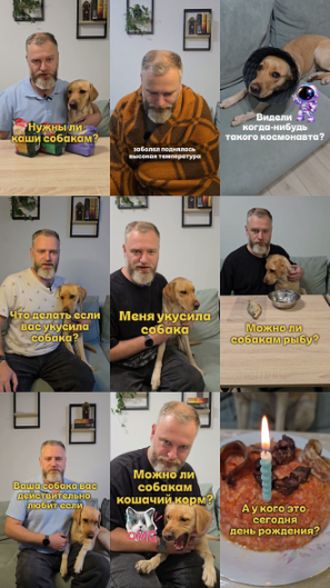 Нужны ли
каши собакам?
заболел поднялось
высокая температура
Видели
когда-нибудь
такого космонавта?
Что делать если
вас укусила
собака?
Меня укусила
собака
Можно ли
собакам рыбу?
Ваша собака вас
действительно
любит если
Можно ли
собакам
кошачий корм?
А у кого это
сегодня
день рождения?